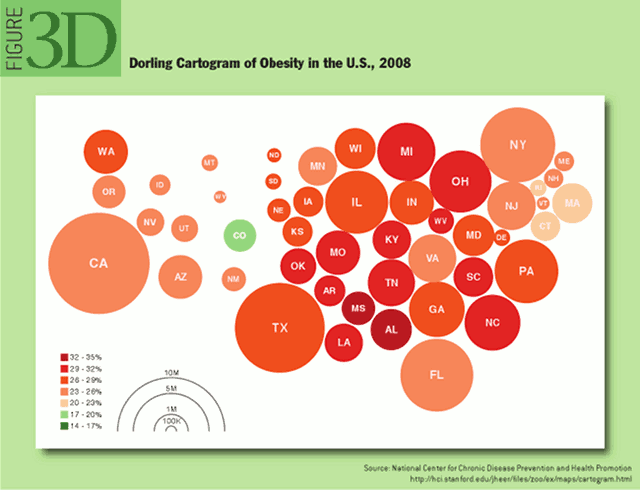 FIGURE
3D
Dorling Cartogram of Obesity in the U.S., 2008
WA
OR
ID
MT
WY
NV
UT
CO
CA
AZ
NM
ND
SD
NE
KS
OK
TX
MN
IA
WI
IL
MO
AR
LA
MS
MI
IN
KY
TN
AL
OH
WV
VA
GA
FL
NY
NJ
MD
DE
SC
NC
PA
ME
NH
RI
VT
MA
CT
32 - 35%
29 - 32%
26 - 29%
23 - 26%
20 - 23%
17 - 20%
14 - 17%
10M
5M
1M
100K
Source: National Center for Chronic Disease Prevention and Health Promotion
http://hci.stanford.edu/jheer/files/zoo/ex/maps/cartogram.html